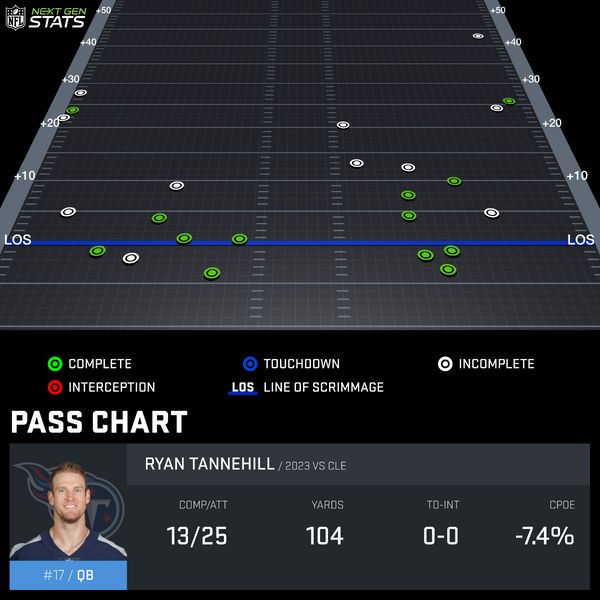 NFL NEXT GEN
STATS
+50 +50
+40 +40
+30 +30
+20 +20
+10 +10
LOS LOS
COMPLETE TOUCHDOWN INCOMPLETE
INTERCEPTION LOS LINE OF SCRIMMAGE
PASS CHART
RYAN TANNEHILL / 2023 VS CLE
COMP/ATT YARDS TD-INT CPOE
13/25 104 0-0 -7.4%
#17 / QB